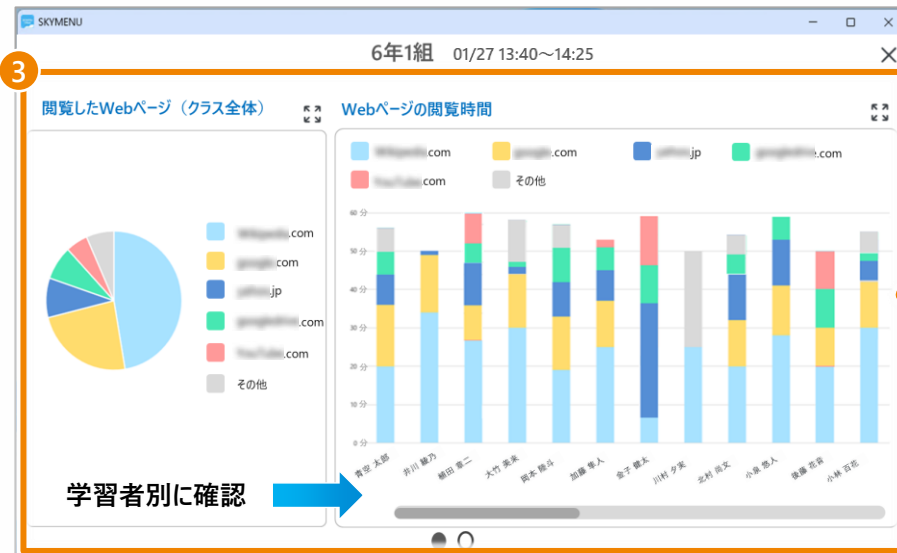 SKYMENU
6年1組 01/27 13:40～14:25
3
閲覧したWebページ（クラス全体）
.com
.com
.jp
.com
.com
その他
Webページの閲覧時間
.com .com .jp .com
.com その他
60 分
50 分
40 分
30 分
20 分
10 分
0 分
青空 太郎 井川 綾乃 植田 章二 大竹 美来 岡本 陸斗 加藤 隼人 金子 健太 川村 夕実 北村 尚文 小泉 悠人 後藤 花音 小林 百花
学習者別に確認